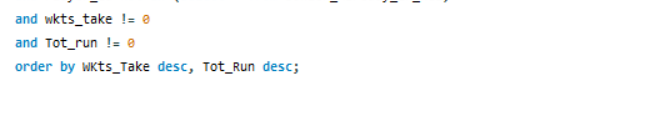 and wkts_take != 0
and Tot_run != 0
order by WKts_Take desc, Tot_Run desc;